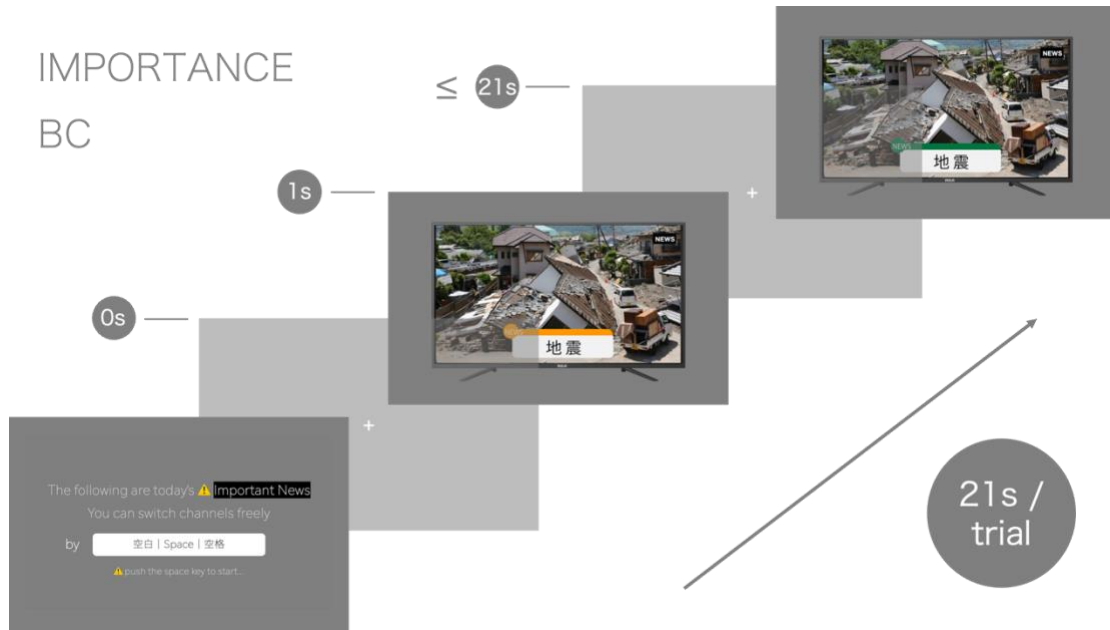 IMPORTANCE
BC
≤ 21s
NEWS
NEWS
地震
1s
NEWS
地震
0s
+
+
The following are today's ⚠ Important News
You can switch channels freely
by 空白 | Space | 空格
⚠ push the space key to start...
21s /
trial